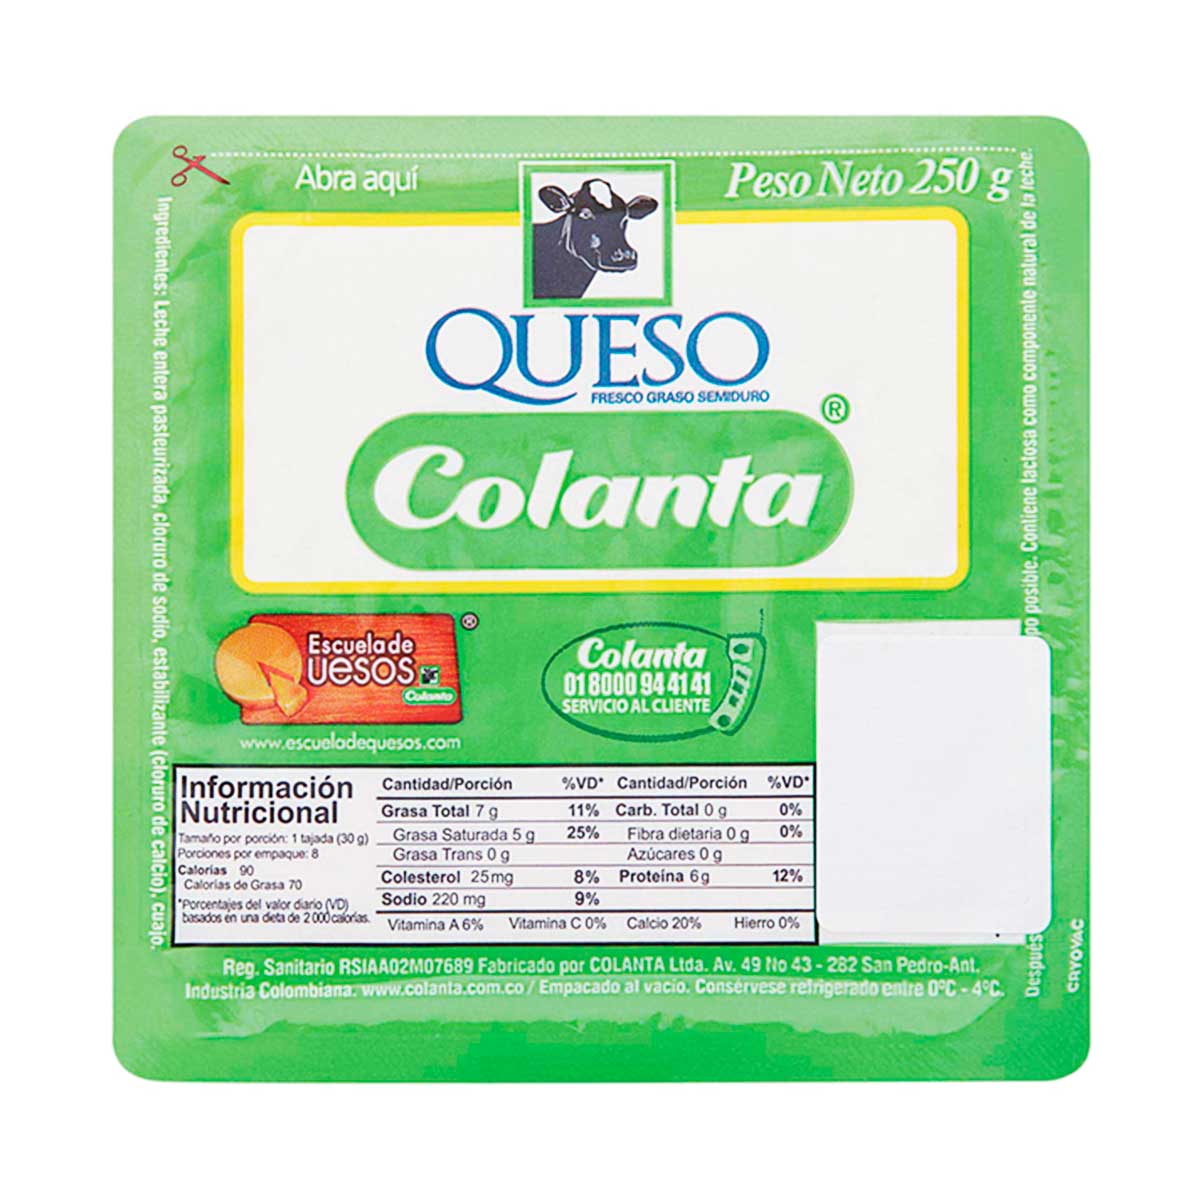 Abra aquí
Peso Neto 250 g
QUESO
FRESCO GRASO SEMIDURO
®
Colanta
Ingredientes: Leche entera pasteurizada, cloruro de sodio, estabilizante (cloruro de calcio), cuajo.
Escuela de
uesos
®
Colanta
www.escueladequesos.com
Colanta
01 8000 94 41 41
SERVICIO AL CLIENTE
Información
Nutricional
Tamaño por porción: 1 tajada (30 g)
Porciones por empaque: 8
Calorías 90
Calorías de Grasa 70
*Porcentajes del valor diario (VD)
basados en una dieta de 2 000 calorías.
Cantidad/Porción %VD* Cantidad/Porción %VD*
Grasa Total 7 g 11% Carb. Total 0 g 0%
Grasa Saturada 5 g 25% Fibra dietaria 0 g 0%
Grasa Trans 0 g Azúcares 0 g
Colesterol 25 mg 8% Proteína 6 g 12%
Sodio 220 mg 9%
Vitamina A 6% Vitamina C 0% Calcio 20% Hierro 0%
Reg. Sanitario RSIAA02M07689 Fabricado por COLANTA Ltda. Av. 49 No 43 - 282 San Pedro-Ant.
Industria Colombiana. www.colanta.com.co / Empacado al vacío. Consérvese refrigerado entre 0ºC - 4ºC.
posible. Contiene lactosa como componente natural de la leche.
CRYOVAC